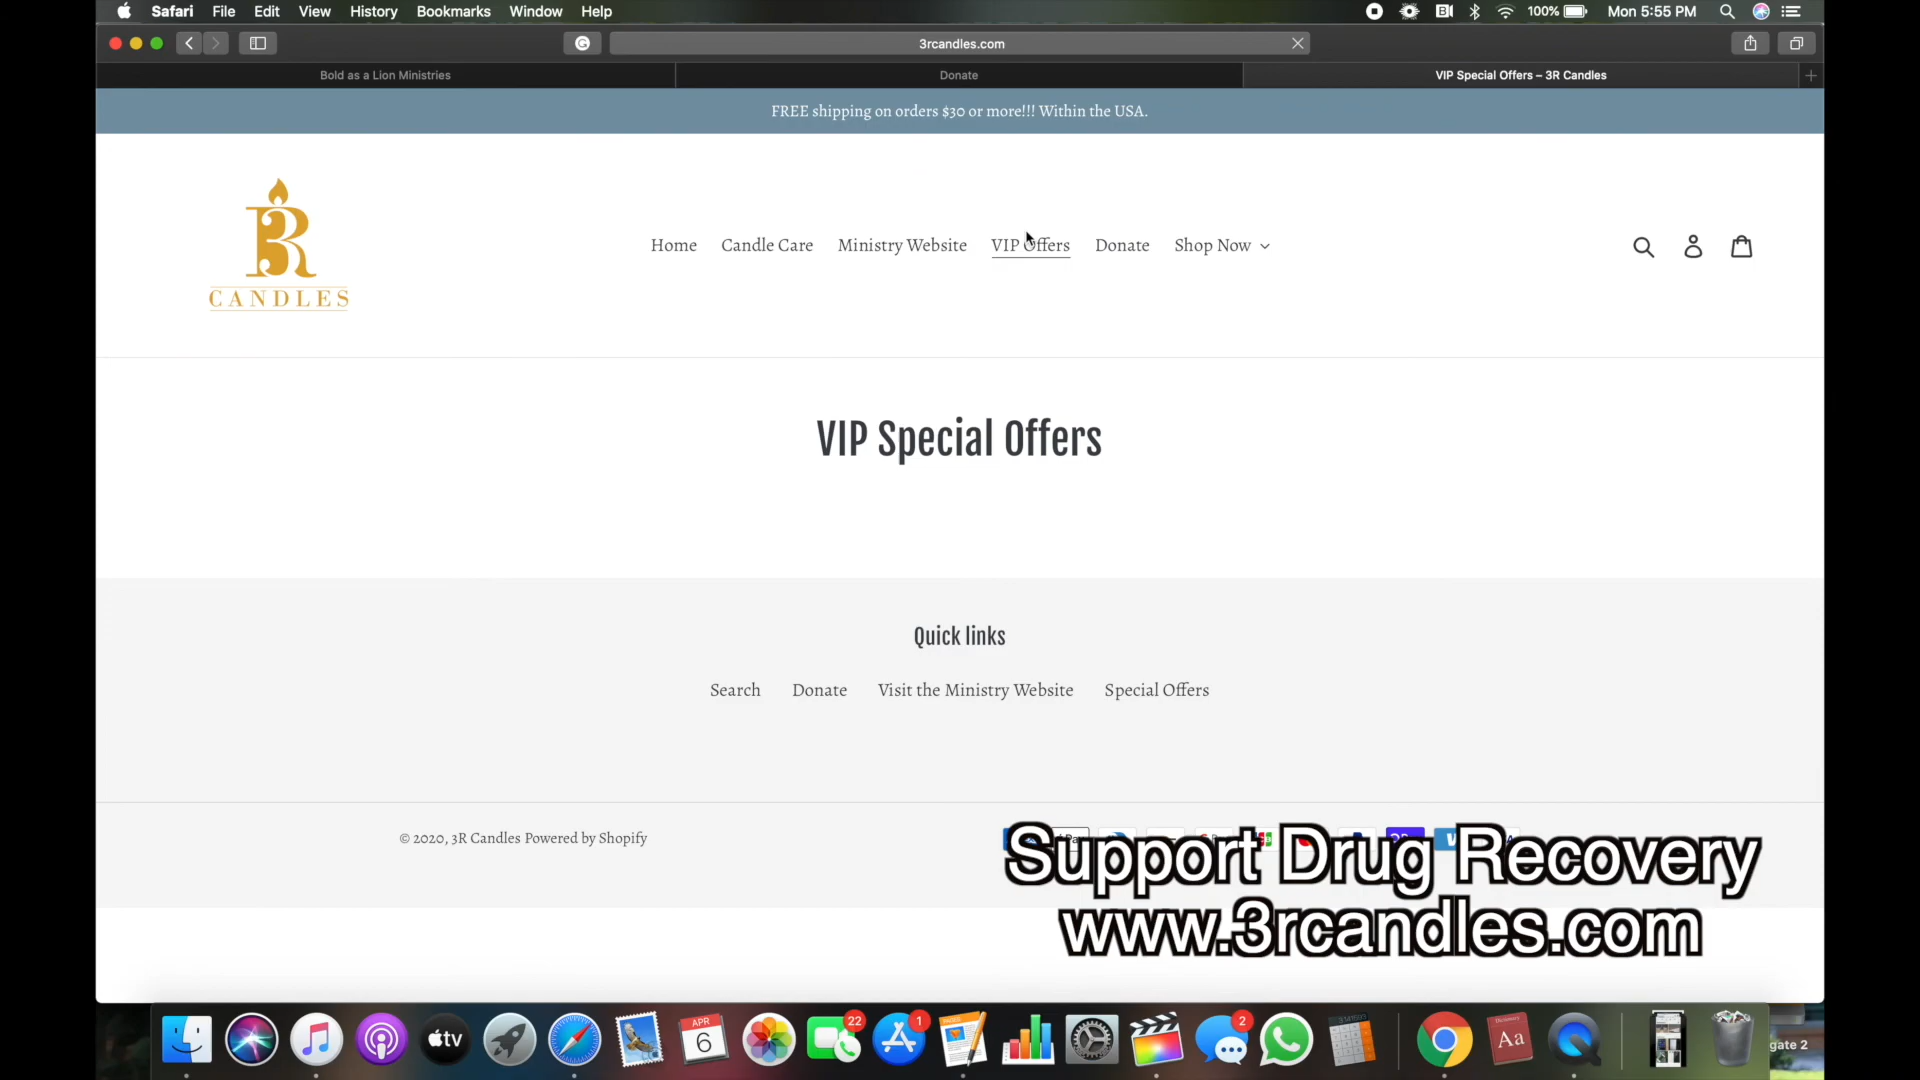 Safari File Edit View History Bookmarks Window Help 100% Mon 5:55 PM
3rcandles.com
Bold as a Lion Ministries Donate VIP Special Offers – 3R Candles
FREE shipping on orders $30 or more!!! Within the USA.
3R
CANDLES
Home Candle Care Ministry Website VIP Offers Donate Shop Now
VIP Special Offers
Quick links
Search Donate Visit the Ministry Website Special Offers
© 2020, 3R Candles Powered by Shopify
Support Drug Recovery
www.3rcandles.com
tv
APR
6
22
1
2
Aa
gate 2